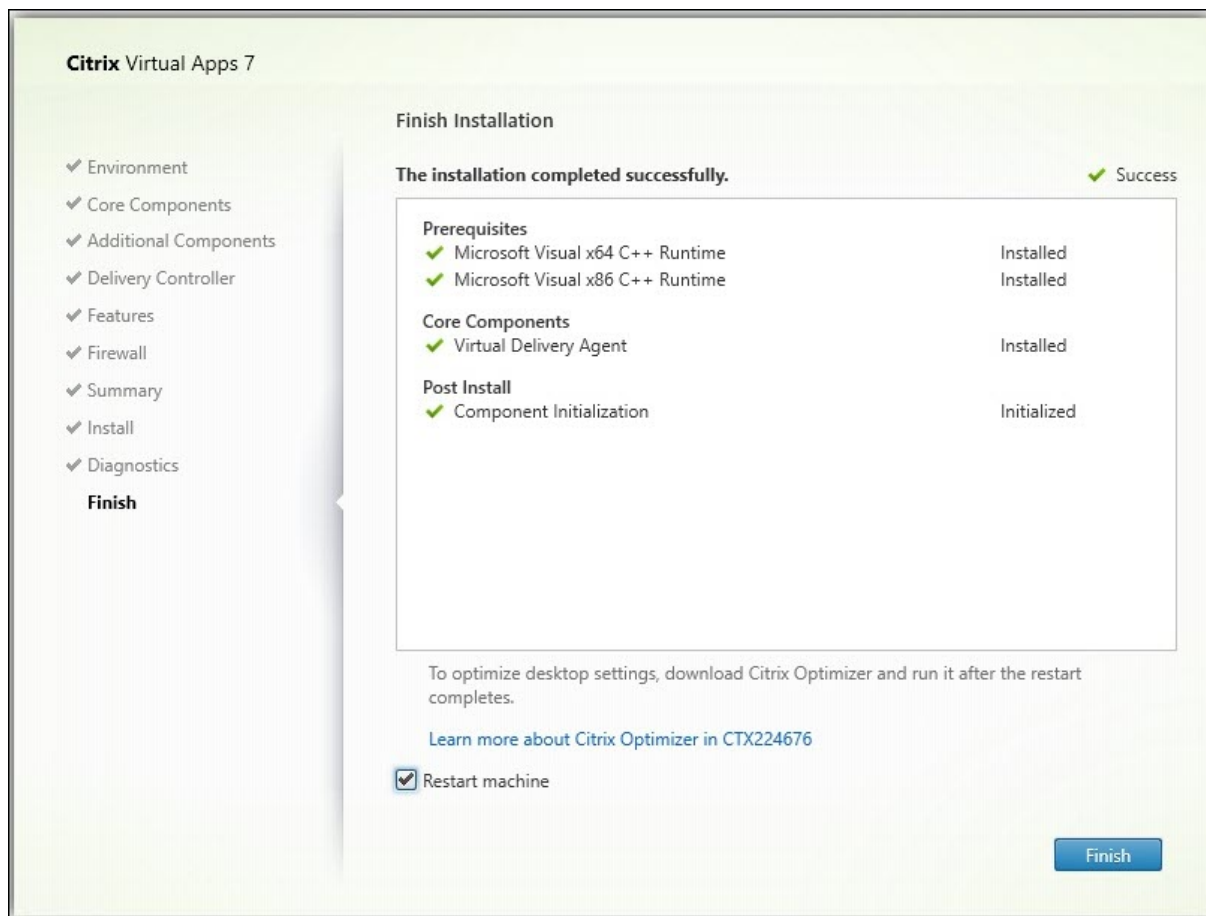 Citrix Virtual Apps 7
Environment
Core Components
Additional Components
Delivery Controller
Features
Firewall
Summary
Install
Diagnostics
Finish
Finish Installation
The installation completed successfully.
Success
Prerequisites
Microsoft Visual x64 C++ Runtime Installed
Microsoft Visual x86 C++ Runtime Installed
Core Components
Virtual Delivery Agent Installed
Post Install
Component Initialization Initialized
To optimize desktop settings, download Citrix Optimizer and run it after the restart
completes.
Learn more about Citrix Optimizer in CTX224676
Restart machine
Finish